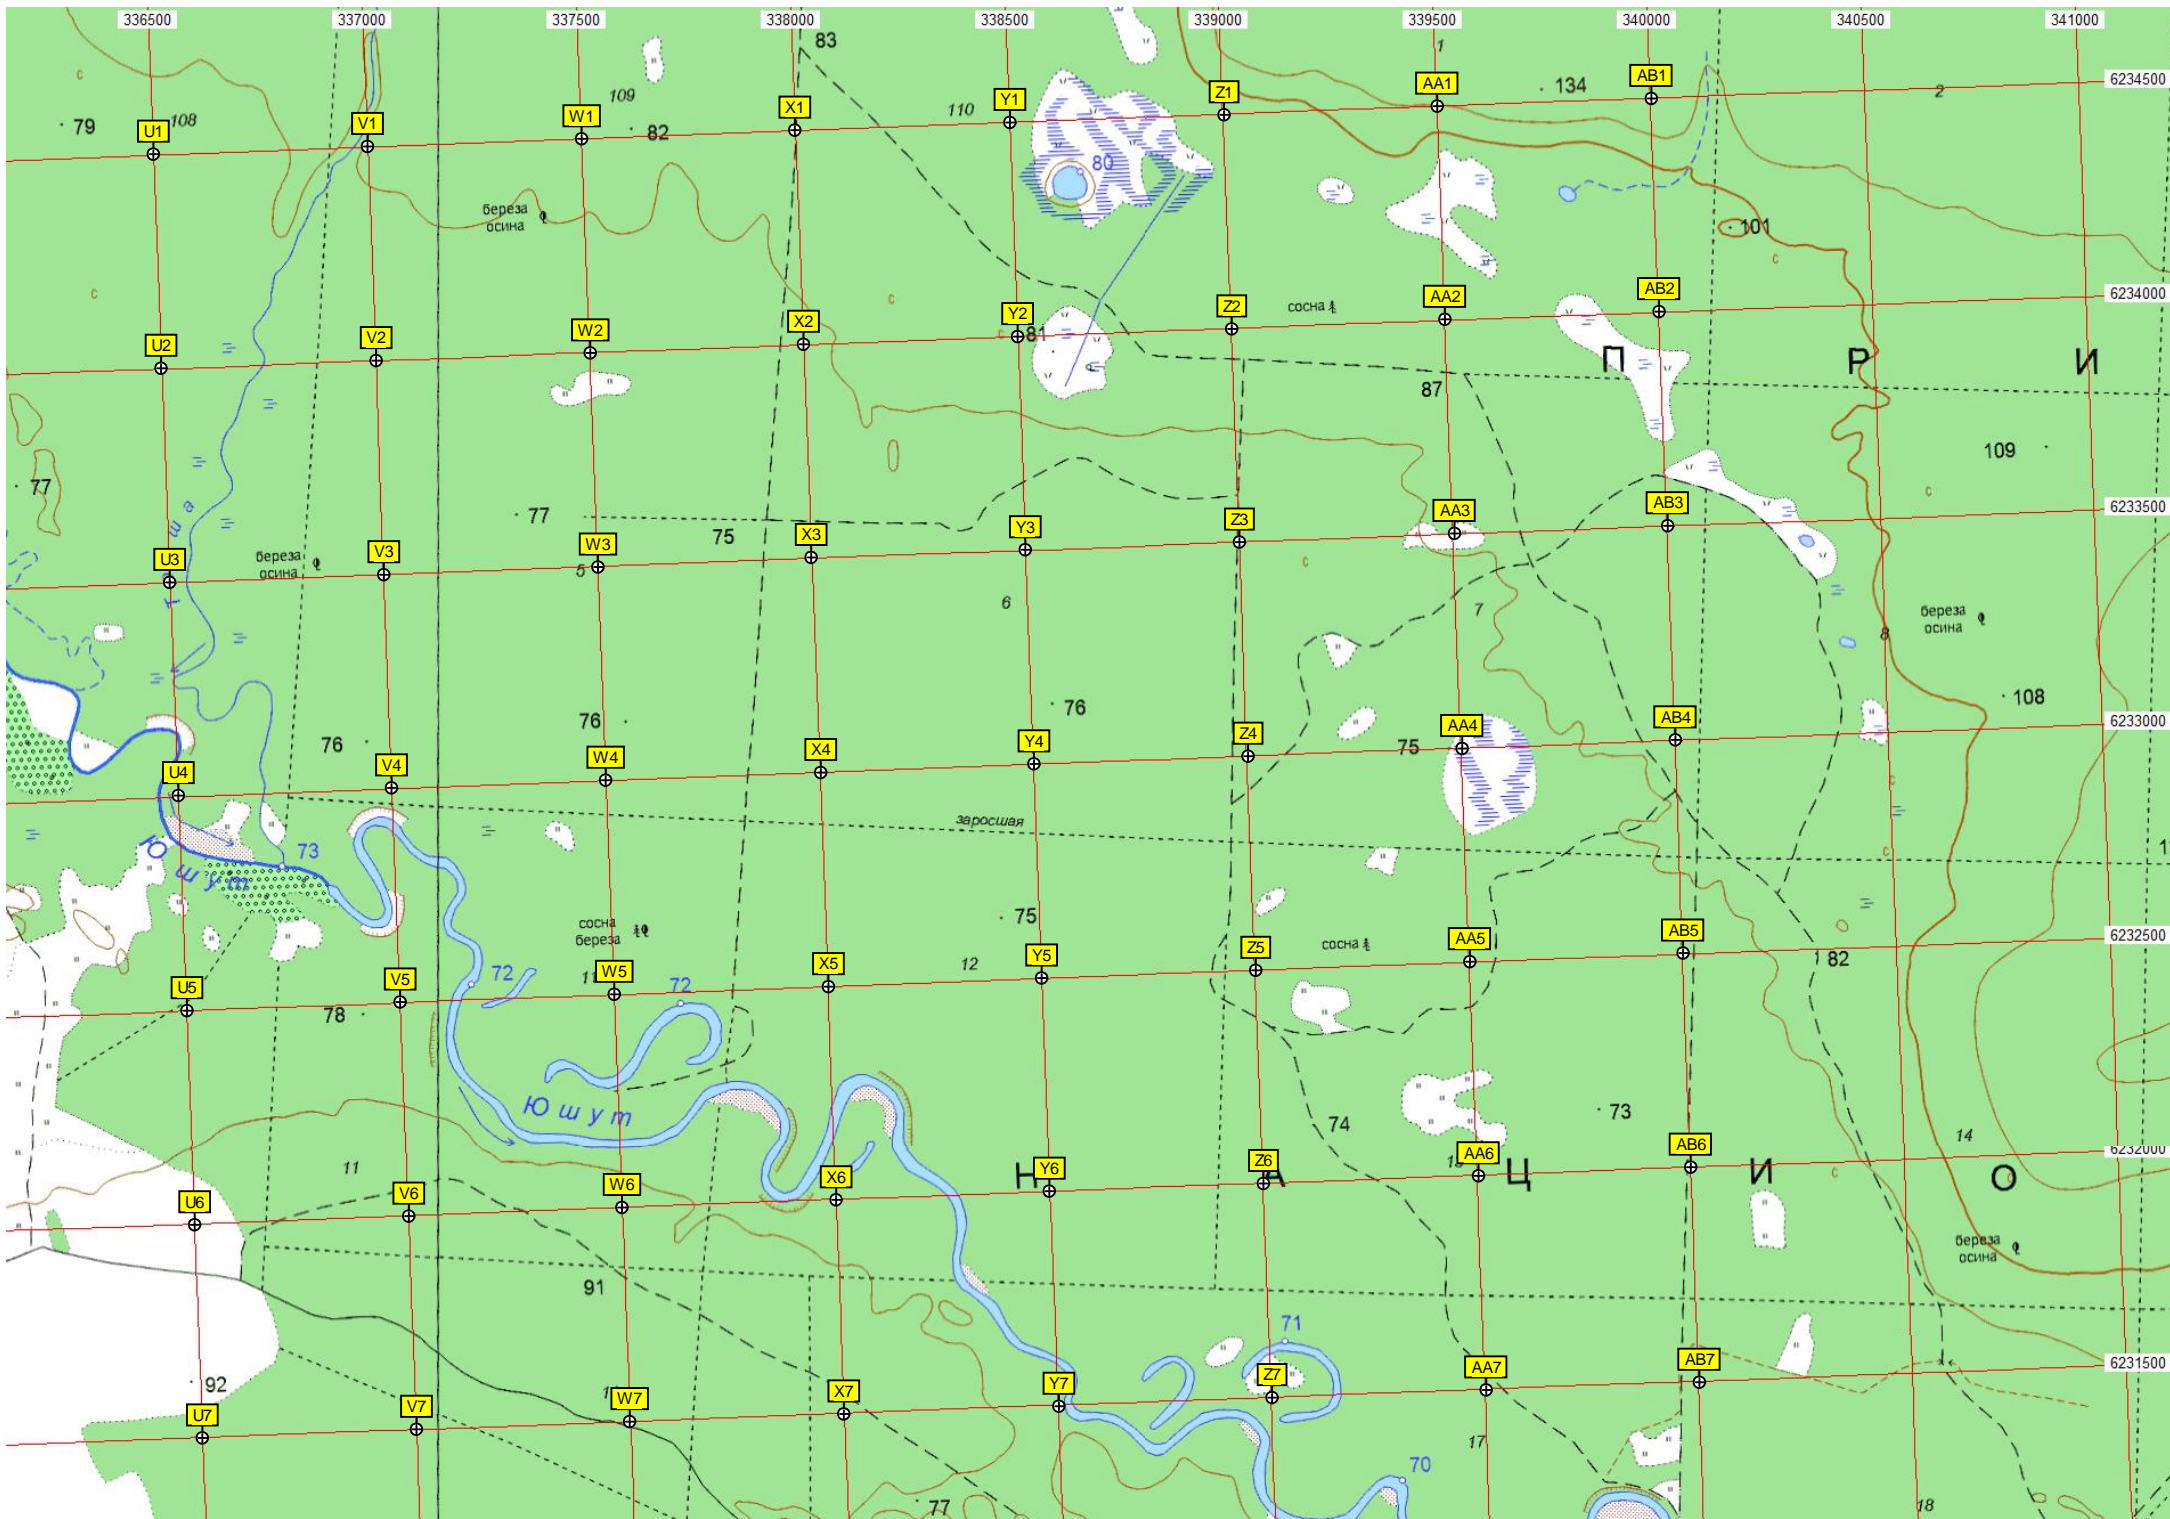 336500 337000 337500 338000 338500 339000 339500 340000 340500 341000
83 1
6234500
AB1
AA1 134
Z1 2
109 110 Y1
X1
79 U1 108 V1 W1 82
80
береза
осина
101
с
6234000
с с AB2
сосна AA2
Z2
Y2
X2 с 81
W2
V2
U2
П Р И
87
109
77
с
6233500
77 75 AB3
AA3
Z3
Y3
X3
W3
V3
береза
осина
U3
5
с
6 7
береза
осина
8
108
76
76
76
6233000
AB4
AA4
75
Z4
Y4
X4
W4
V4
U4
с
заросшая
73
Ю ш у т
с
75
сосна
береза
6232500
AB5
сосна AA5
82
Z5
Y5
12
X5
W5
72
V5
72
U5
78
Ю ш у т
73
74
14
6232000
AB6
AA6
Z6
Y6
X6
W6
V6
U6
11
Н А Ц И О
с
береза
осина
91
71
6231500
AB7
AA7
Z7
Y7
X7
W7
V7
U7
92
17
70
77
18